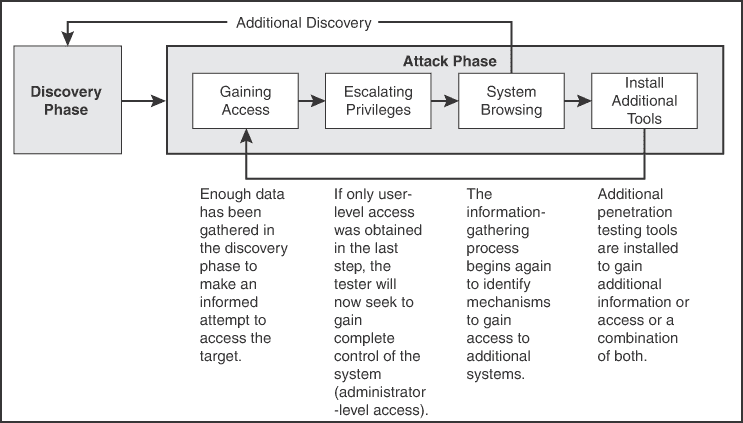 Additional Discovery
Attack Phase
Discovery
Phase
Gaining
Access
Escalating
Privileges
System
Browsing
Install
Additional
Tools
Enough data
has been
gathered in
the discovery
phase to
make an
informed
attempt to
access the
target.
If only user-
level access
was obtained
in the last
step, the
tester will
now seek to
gain
complete
control of the
system
(administrator
-level access).
The
information-
gathering
process
begins again
to identify
mechanisms
to gain
access to
additional
systems.
Additional
penetration
testing tools
are installed
to gain
additional
information or
access or a
combination
of both.